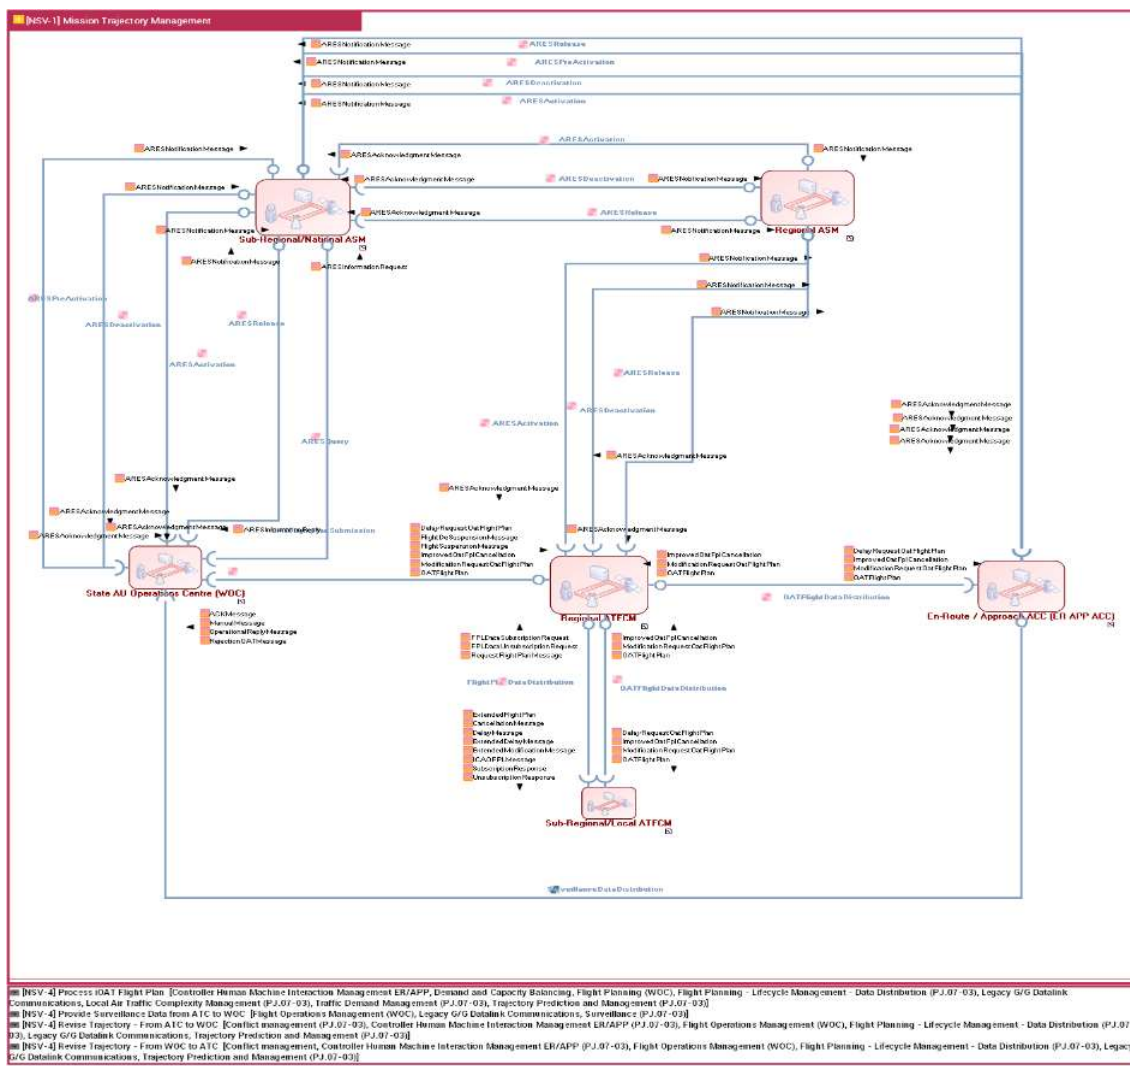 [NSV-1] Mission Trajectory Management
ARESNotificationMessage
ARESRelease
ARESNotificationMessage
ARESPreActivation
ARESNotificationMessage
ARESDeactivation
ARESNotificationMessage
ARESActivation
ARESActivation
ARESNotificationMessage
ARESAcknowledgmentMessage
ARESNotificationMessage
ARESNotificationMessage
ARESAcknowledgmentMessage
ARESDeactivation
ARESNotificationMessage
ARESAcknowledgmentMessage
ARESRelease
ARESNotificationMessage
Sub-Regional/National ASM
ARESNotificationMessage
Regional ASM
ARESNotificationMessage
ARESInformationRequest
ARESNotificationMessage
ARESNotificationMessage
ARESNotificationMessage
ARESPreActivation
ARESDeactivation
ARESRelease
ARESActivation
ARESRelease
ARESDeactivation
ARESActivation
ARESQuery
ARESAcknowledgmentMessage
ARESAcknowledgmentMessage
ARESAcknowledgmentMessage
ARESAcknowledgmentMessage
ARESAcknowledgmentMessage
ARESAcknowledgmentMessage
ARESAcknowledgmentMessage
ARESAcknowledgmentMessage
ARESAcknowledgmentMessage
ARESAcknowledgmentMessage
Submission
ARESAcknowledgmentMessage
DelayRequestOatFlightPlan
FlightDeSuspensionMessage
FlightSuspensionMessage
ImprovedOatFplCancellation
ModificationRequestOatFlightPlan
OATFlightPlan
ARESAcknowledgmentMessage
ImprovedOatFplCancellation
ModificationRequestOatFlightPlan
OATFlightPlan
DelayRequestOatFlightPlan
ImprovedOatFplCancellation
ModificationRequestOatFlightPlan
OATFlightPlan
State AU Operations Centre (WOC)
OATFlightDataDistribution
Regional ATFCM
En-Route / Approach ACC (ER APP ACC)
ACKMessage
ManualMessage
OperationalReplyMessage
RejectionOATMessage
FPLDataSubscriptionRequest
FPLDataUnsubscriptionRequest
RequestFlightPlanMessage
ImprovedOatFplCancellation
ModificationRequestOatFlightPlan
OATFlightPlan
DataDistribution
OATFlightDataDistribution
ExtendedFlightPlan
CancellationMessage
DelayMessage
ExtendedDelayMessage
ExtendedModificationMessage
ICAOFPLMessage
SubscriptionResponse
UnsubscriptionResponse
DelayRequestOatFlightPlan
ImprovedOatFplCancellation
ModificationRequestOatFlightPlan
OATFlightPlan
Sub-Regional/Local ATFCM
[NSV-4] Process iOAT Flight Plan [Controller Human Machine Interaction Management ER/APP, Demand and Capacity Balancing, Flight Planning (WOC), Flight Planning - Lifecycle Management - Data Distribution (PJ.07-03), Legacy G/G Datalink
Communications, Local Air Traffic Complexity Management (PJ.07-03), Traffic Demand Management (PJ.07-03), Trajectory Prediction and Management (PJ.07-03)]
[NSV-4] Provide Surveillance Data from ATC to WOC [Flight Operations Management (WOC), Legacy G/G Datalink Communications, Surveillance (PJ.07-03)]
[NSV-4] Revise Trajectory - From ATC to WOC [Conflict management (PJ.07-03), Controller Human Machine Interaction Management ER/APP (PJ.07-03), Flight Operations Management (WOC), Flight Planning - Lifecycle Management - Data Distribution (PJ.07
03), Legacy G/G Datalink Communications, Trajectory Prediction and Management (PJ.07-03)]
[NSV-4] Revise Trajectory - From WOC to ATC [Conflict management, Controller Human Machine Interaction Management ER/APP (PJ.07-03), Flight Operations Management (WOC), Flight Planning - Lifecycle Management - Data Distribution (PJ.07-03), Legacy
G/G Datalink Communications, Trajectory Prediction and Management (PJ.07-03)]